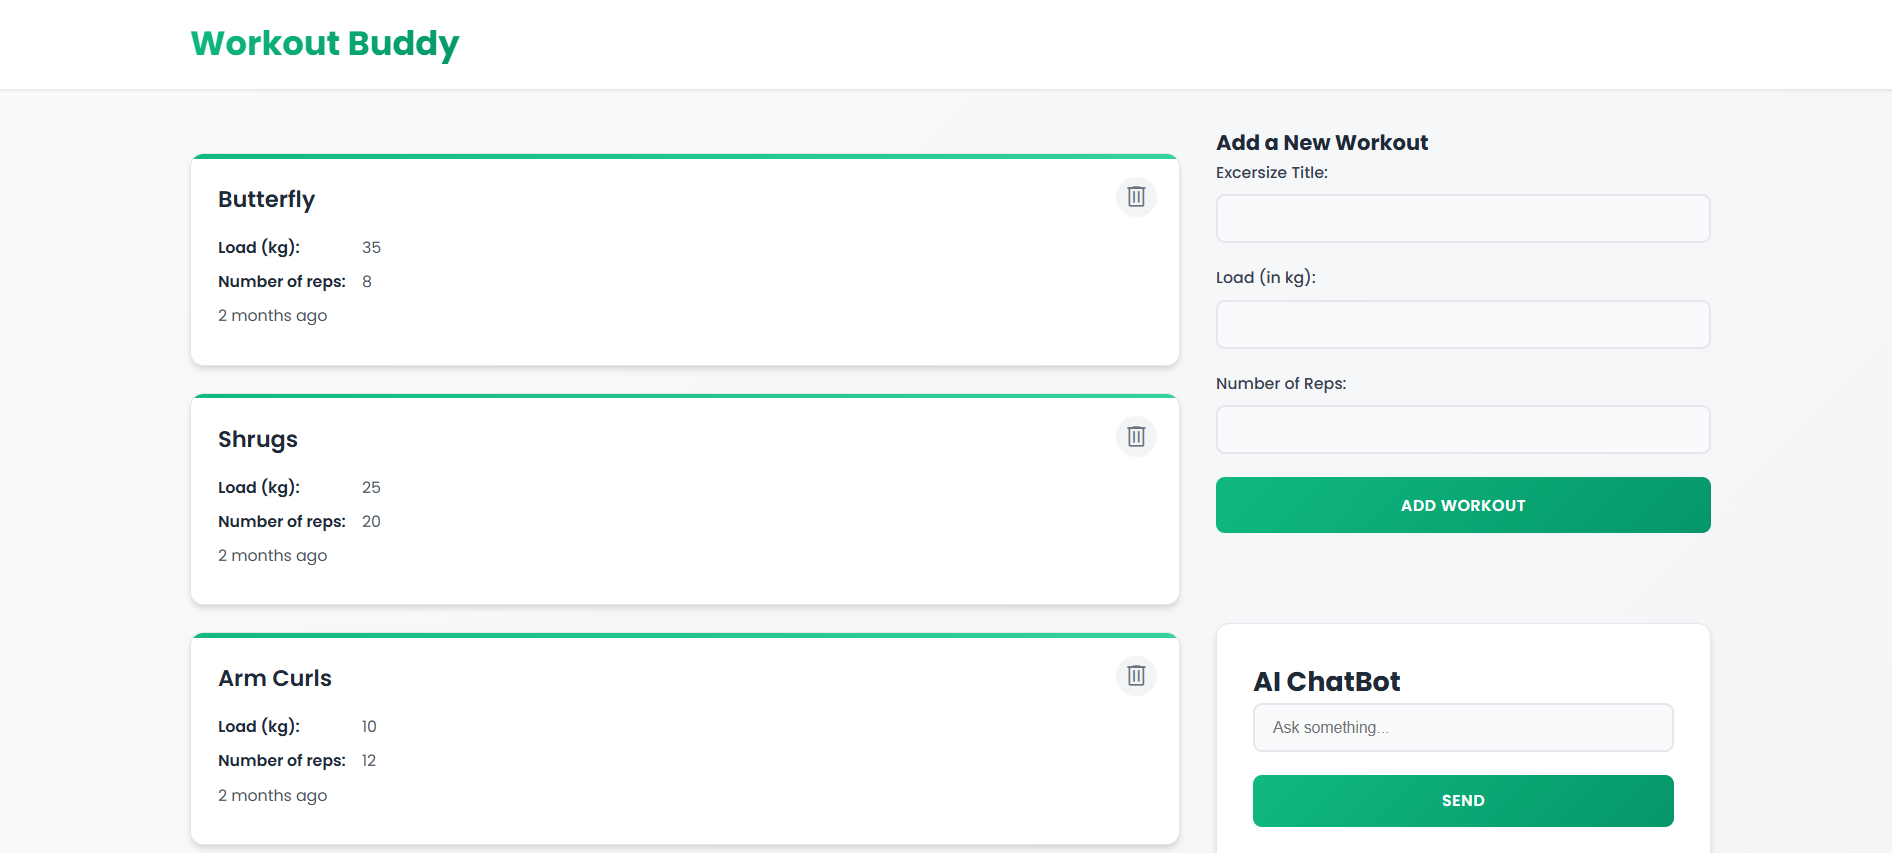 Workout Buddy
Butterfly
Load (kg): 35
Number of reps: 8
2 months ago
Shrugs
Load (kg): 25
Number of reps: 20
2 months ago
Arm Curls
Load (kg): 10
Number of reps: 12
2 months ago
Add a New Workout
Excersize Title:
Load (in kg):
Number of Reps:
ADD WORKOUT
AI ChatBot
Ask something...
SEND